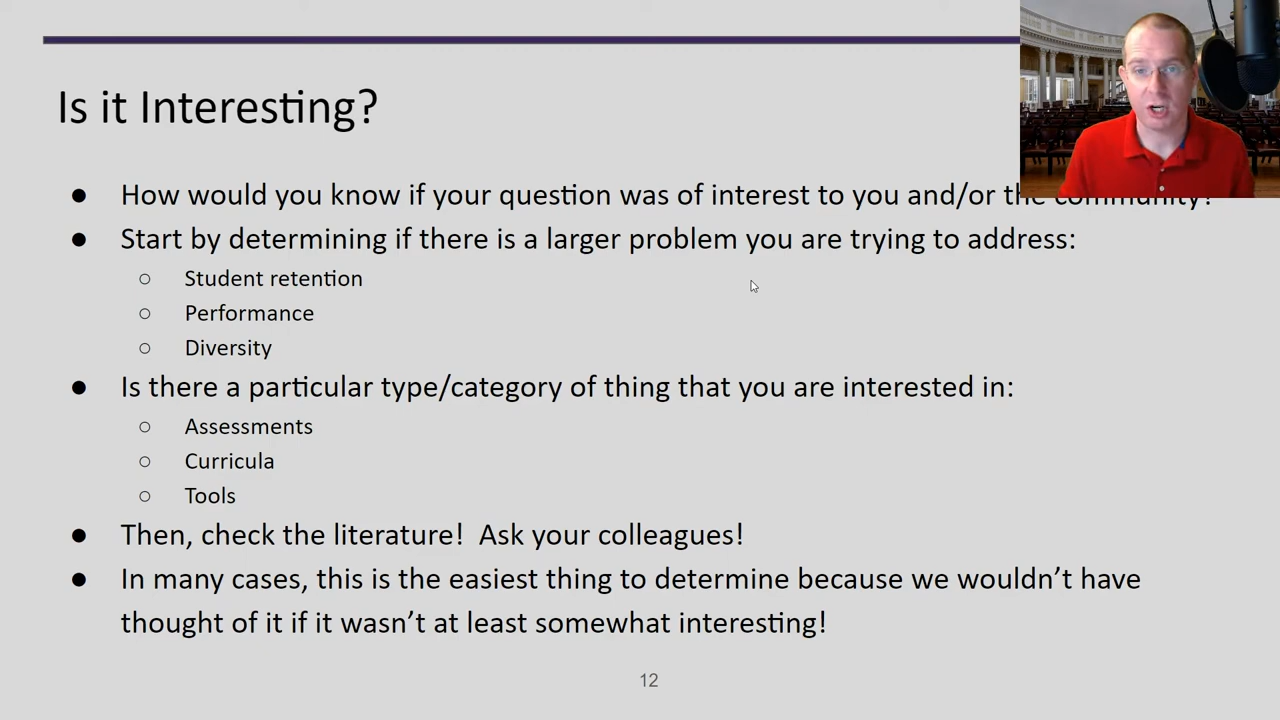 Is it Interesting?
● How would you know if your question was of interest to you and/or the community?
● Start by determining if there is a larger problem you are trying to address:
○ Student retention
○ Performance
○ Diversity
● Is there a particular type/category of thing that you are interested in:
○ Assessments
○ Curricula
○ Tools
● Then, check the literature!  Ask your colleagues!
● In many cases, this is the easiest thing to determine because we wouldn’t have
thought of it if it wasn’t at least somewhat interesting!
12